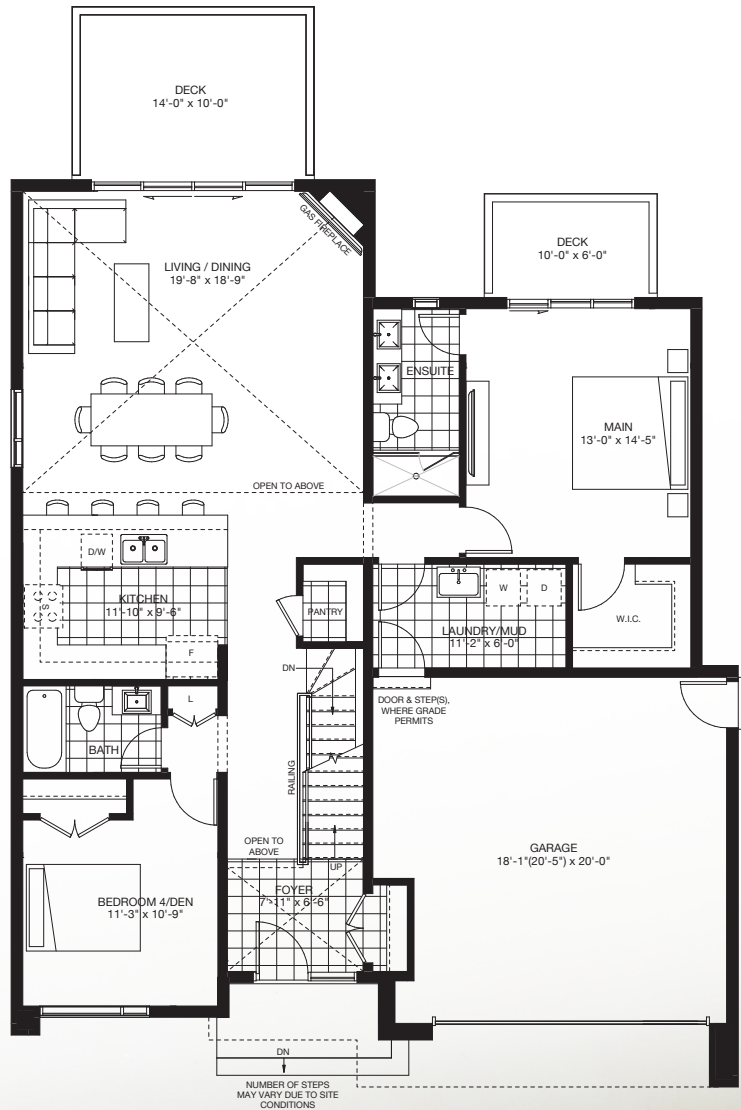 DECK
14'-0" x 10'-0"
GAS FIREPLACE
LIVING / DINING
19'-8" x 18'-9"
DECK
10'-0" x 6'-0"
ENSUITE
MAIN
13'-0" x 14'-5"
OPEN TO ABOVE
D/W
KITCHEN
11'-10" x 9'-6"
S
F
PANTRY
W
D
LAUNDRY/MUD
11'-2" x 6'-0"
W.I.C.
DN
L
BATH
DOOR & STEP(S),
WHERE GRADE
PERMITS
RAILING
OPEN TO
ABOVE
UP
GARAGE
18'-1"(20'-5") x 20'-0"
FOYER
7'-11" x 6'-6"
BEDROOM 4/DEN
11'-3" x 10'-9"
DN
NUMBER OF STEPS
MAY VARY DUE TO SITE
CONDITIONS